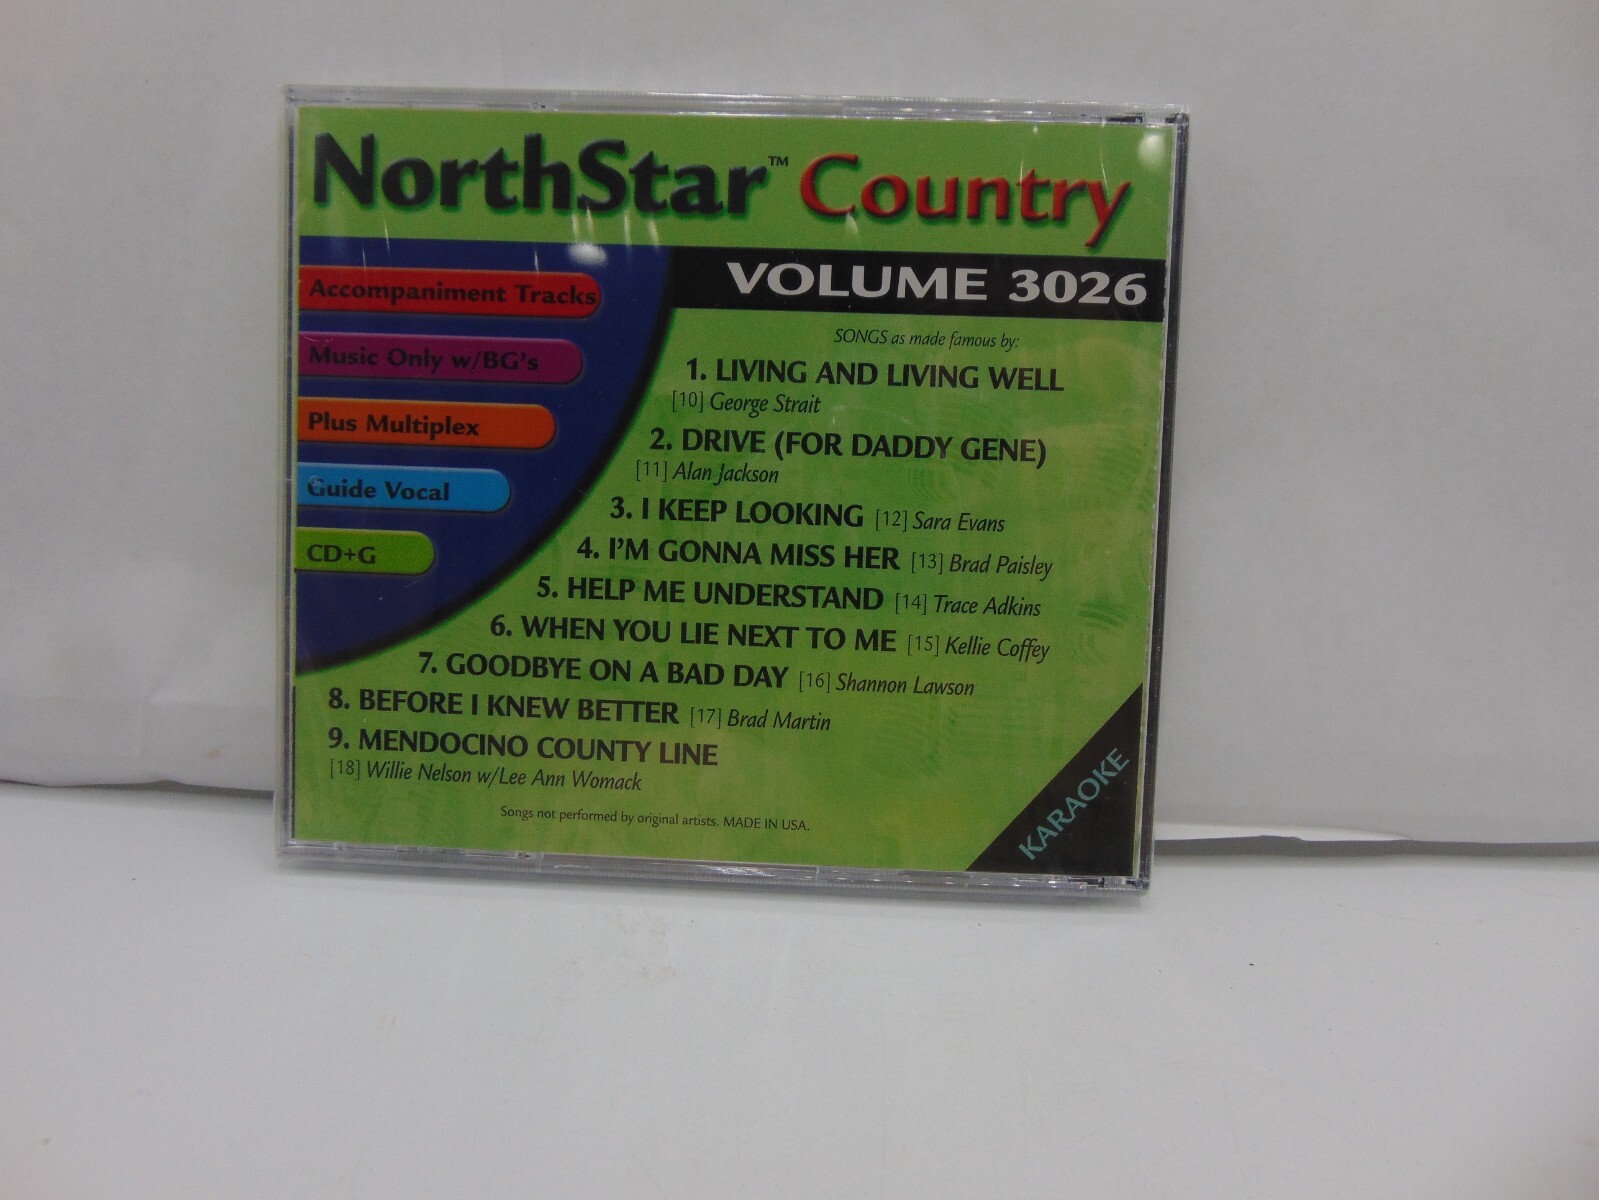 NorthStar™ Country
VOLUME 3026
Accompaniment Tracks
Music Only w/BG's
Plus Multiplex
Guide Vocal
CD+G
SONGS as made famous by:
1. LIVING AND LIVING WELL
[10] George Strait
2. DRIVE (FOR DADDY GENE)
[11] Alan Jackson
3. I KEEP LOOKING [12] Sara Evans
4. I'M GONNA MISS HER [13] Brad Paisley
5. HELP ME UNDERSTAND [14] Trace Adkins
6. WHEN YOU LIE NEXT TO ME [15] Kellie Coffey
7. GOODBYE ON A BAD DAY [16] Shannon Lawson
8. BEFORE I KNEW BETTER [17] Brad Martin
9. MENDOCINO COUNTY LINE
[18] Willie Nelson w/Lee Ann Womack
Songs not performed by original artists. MADE IN USA.
KARAOKE